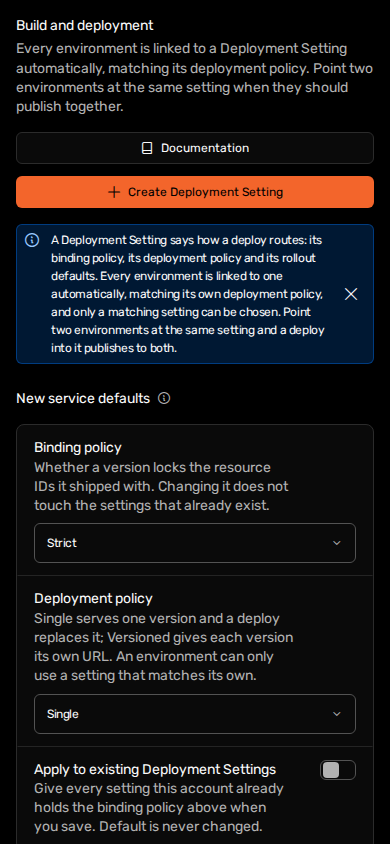 Build and deployment
Every environment is linked to a Deployment Setting
automatically, matching its deployment policy. Point two
environments at the same setting when they should
publish together.
Documentation
Create Deployment Setting
A Deployment Setting says how a deploy routes: its
binding policy, its deployment policy and its rollout
defaults. Every environment is linked to one
automatically, matching its own deployment policy,
and only a matching setting can be chosen. Point
two environments at the same setting and a deploy
into it publishes to both.
New service defaults
Binding policy
Whether a version locks the resource
IDs it shipped with. Changing it does not
touch the settings that already exist.
Strict
Deployment policy
Single serves one version and a deploy
replaces it; Versioned gives each version
its own URL. An environment can only
use a setting that matches its own.
Single
Apply to existing Deployment Settings
Give every setting this account already
holds the binding policy above when
you save. Default is never changed.